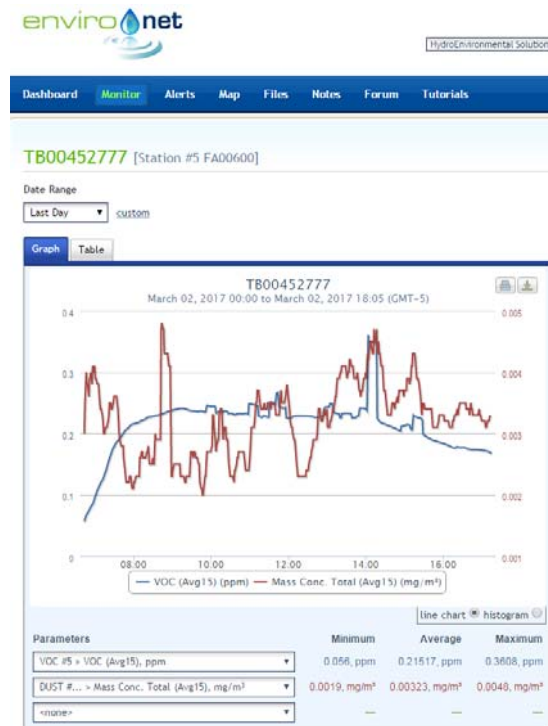 enviro net
HydroEnvironmental Solution
Dashboard Monitor Alerts Map Files Notes Forum Tutorials
TB00452777 [Station #5 FA00600]
Date Range
Last Day custom
Graph Table
TB00452777
March 02, 2017 00:00 to March 02, 2017 18:05 (GMT-5)
0.4 0.005
0.3 0.004
0.2 0.003
0.1 0.002
0 0.001
08:00 10:00 12:00 14:00 16:00
VOC (Avg15) (ppm) Mass Conc. Total (Avg15) (mg/m³)
line chart histogram
Parameters Minimum Average Maximum
VOC #5 » VOC (Avg15), ppm 0.056, ppm 0.21517, ppm 0.3608, ppm
DUST #... » Mass Conc. Total (Avg15), mg/m³ 0.0019, mg/m³ 0.00323, mg/m³ 0.0048, mg/m³
<none> — — —